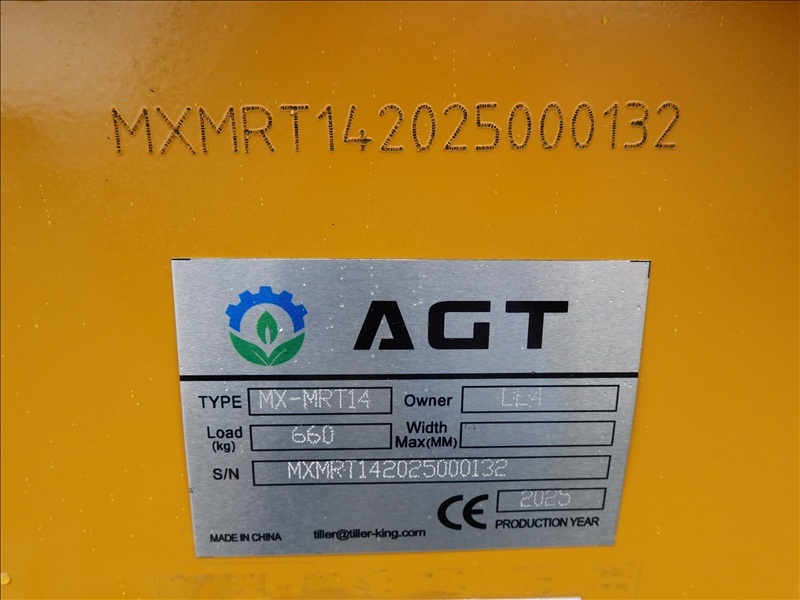 MXMRT142025000132
AGT
TYPE MX-MRT14 Owner LE4
Load (kg) 660 Width Max(MM)
S/N MXMRT142025000132
CE 2025
PRODUCTION YEAR
MADE IN CHINA tiller@tiller-king.com